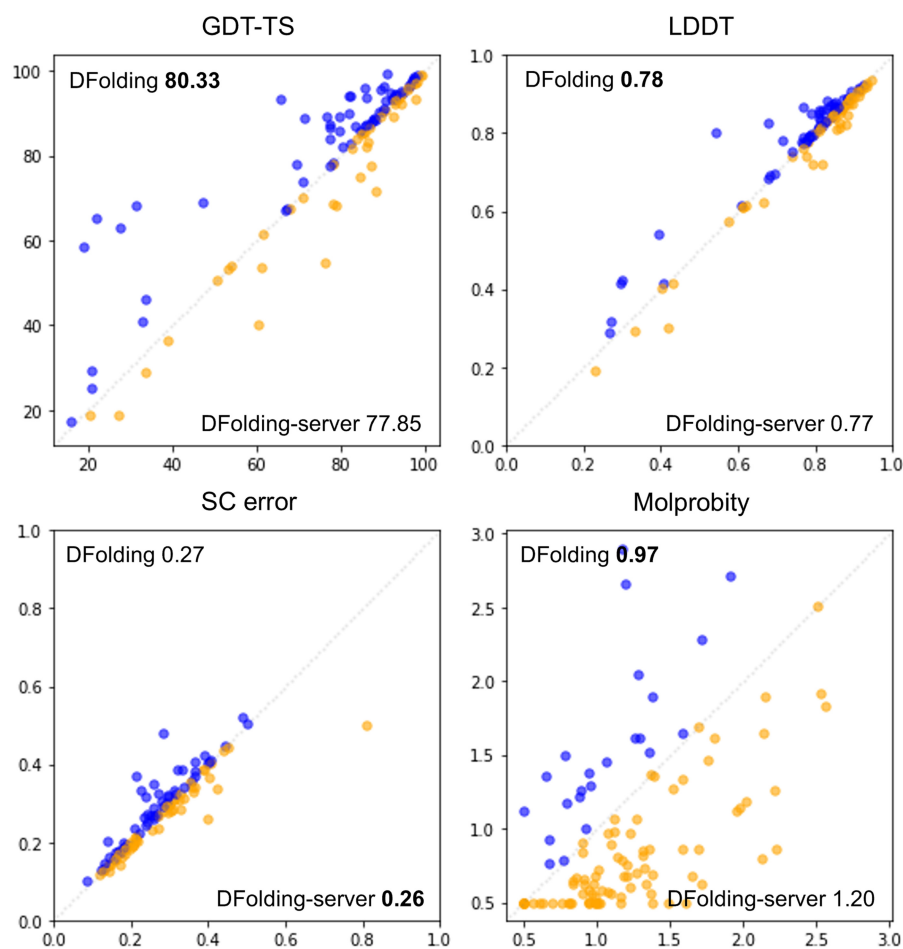 GDT-TS
DFolding 80.33
100
80
60
40
20
DFolding-server 77.85
20 40 60 80 100
LDDT
DFolding 0.78
1.0
0.8
0.6
0.4
0.2
0.0
DFolding-server 0.77
0.0 0.2 0.4 0.6 0.8 1.0
SC error
DFolding 0.27
1.0
0.8
0.6
0.4
0.2
0.0
DFolding-server 0.26
0.0 0.2 0.4 0.6 0.8 1.0
Molprobity
DFolding 0.97
3.0
2.5
2.0
1.5
1.0
0.5
DFolding-server 1.20
0.5 1.0 1.5 2.0 2.5 3.0